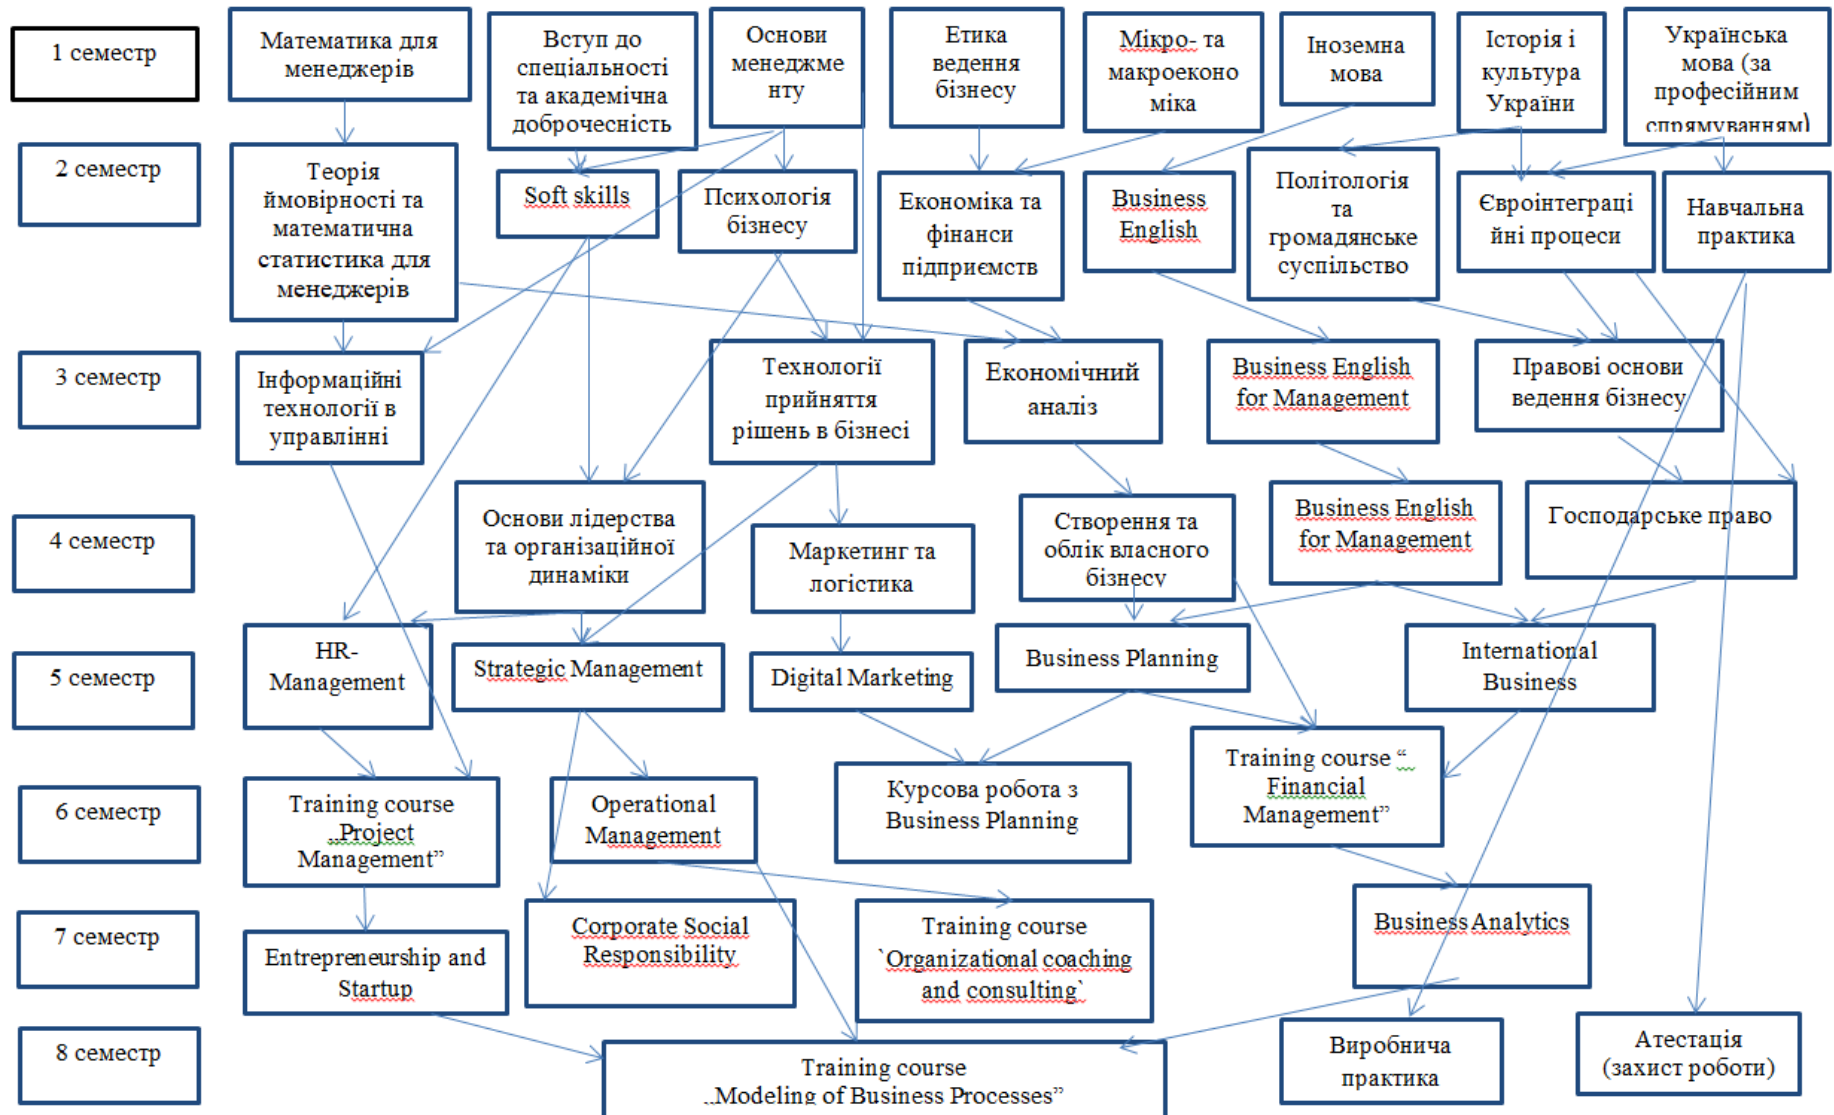 1 семестр
Математика для
менеджерів
Вступ до
спеціальності
та академічна
доброчесність
Основи
менеджме
нту
Етика
ведення
бізнесу
Мікро- та
макроеконо
міка
Іноземна
мова
Історія і
культура
України
Українська
мова (за
професійним
спрямуванням)
2 семестр
Теорія
ймовірності та
математична
статистика для
менеджерів
Soft skills
Психологія
бізнесу
Економіка та
фінанси
підприємств
Business
English
Політологія
та
громадянське
суспільство
Євроінтеграці
йні процеси
Навчальна
практика
3 семестр
Інформаційні
технології в
управлінні
Технології
прийняття
рішень в бізнесі
Економічний
аналіз
Business English
for Management
Правові основи
ведення бізнесу
4 семестр
Основи лідерства
та організаційної
динаміки
Маркетинг та
логістика
Створення та
облік власного
бізнесу
Business English
for Management
Господарське право
5 семестр
HR-
Management
Strategic Management
Digital Marketing
Business Planning
International
Business
6 семестр
Training course
„Project
Management”
Operational
Management
Курсова робота з
Business Planning
Training course “
Financial
Management”
7 семестр
Entrepreneurship and
Startup
Corporate Social
Responsibility
Training course
`Organizational coaching
and consulting`
Business Analytics
8 семестр
Training course
„Modeling of Business Processes”
Виробнича
практика
Атестація
(захист роботи)